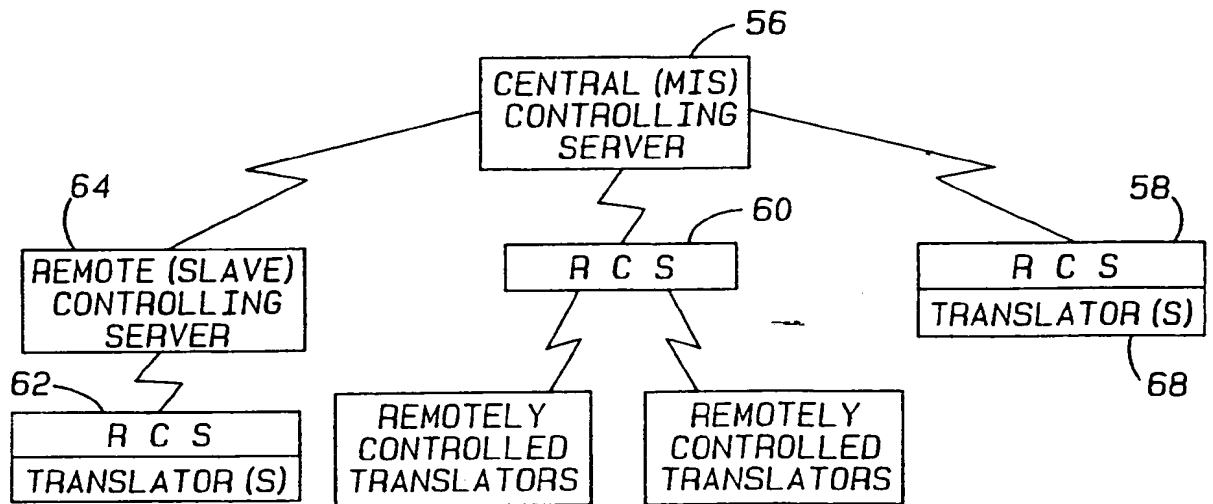 56
CENTRAL (MIS)
CONTROLLING
SERVER
64
60
58
REMOTE (SLAVE)
CONTROLLING
SERVER
R C S
R C S
TRANSLATOR (S)
62
68
R C S
TRANSLATOR (S)
REMOTELY
CONTROLLED
TRANSLATORS
REMOTELY
CONTROLLED
TRANSLATORS